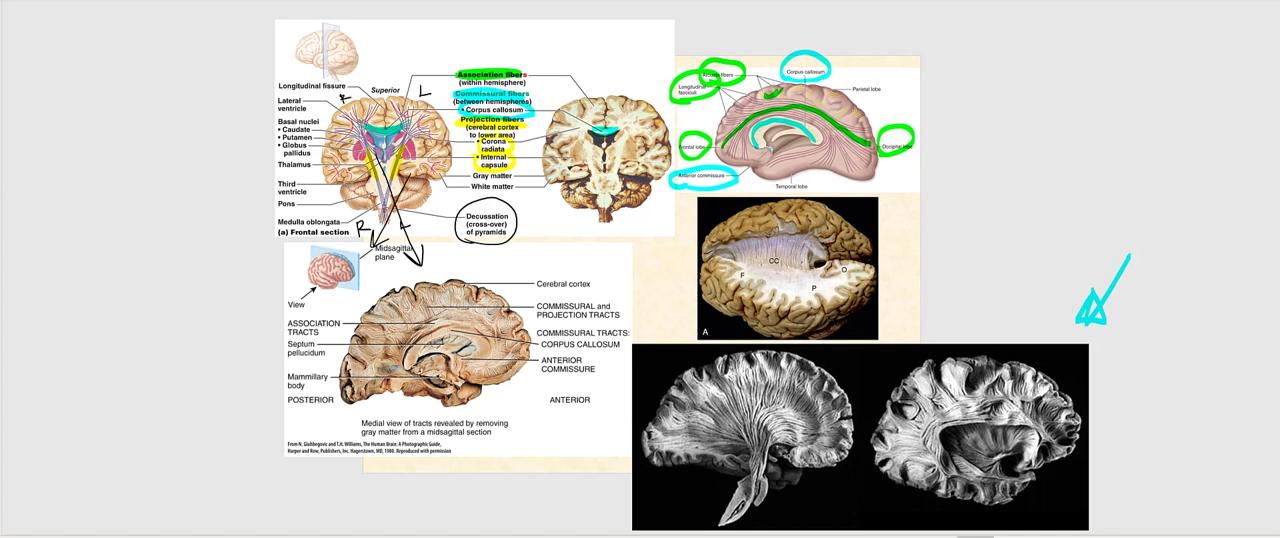 Longitudinal fissure
Superior
R
L
Lateral
ventricle
Basal nuclei
• Caudate
• Putamen
• Globus
pallidus
Thalamus
Third
ventricle
Pons
Medulla oblongata
(a) Frontal section
Association fibers
(within hemisphere)
Commissural fibers
(between hemispheres)
• Corpus callosum
Projection fibers
(cerebral cortex
to lower area)
• Corona
radiata
• Internal
capsule
Gray matter
White matter
Decussation
(cross-over)
of pyramids
R
L
Arcuate fibers
Corpus callosum
Longitudinal
fasciculi
Parietal lobe
Frontal lobe
Occipital lobe
Anterior commissure
Temporal lobe
CC
F
O
P
A
Midsagittal
plane
View
Cerebral cortex
COMMISSURAL and
PROJECTION TRACTS
ASSOCIATION
TRACTS
COMMISSURAL TRACTS:
CORPUS CALLOSUM
Septum
pellucidum
ANTERIOR
COMMISSURE
Mammillary
body
POSTERIOR
ANTERIOR
Medial view of tracts revealed by removing
gray matter from a midsagittal section
From N. Gluhbegovic and T.H. Williams, The Human Brain: A Photographic Guide,
Harper and Row, Publishers, Inc. Hagerstown, MD, 1980. Reproduced with permission